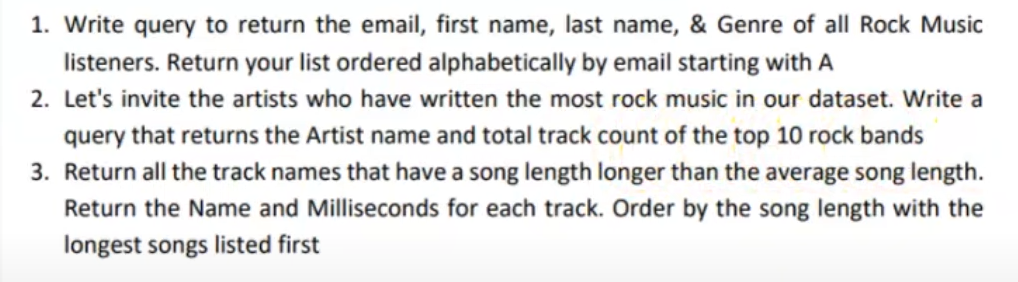 1. Write query to return the email, first name, last name, & Genre of all Rock Music
listeners. Return your list ordered alphabetically by email starting with A
2. Let's invite the artists who have written the most rock music in our dataset. Write a
query that returns the Artist name and total track count of the top 10 rock bands
3. Return all the track names that have a song length longer than the average song length.
Return the Name and Milliseconds for each track. Order by the song length with the
longest songs listed first